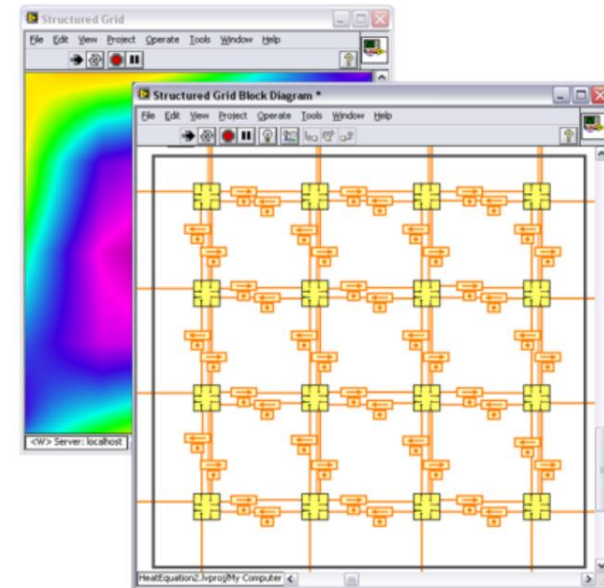 Structured Grid
File Edit View Project Operate Tools Window Help
Structured Grid Block Diagram *
File Edit View Project Operate Tools Window Help
<W> Server: localhost
HeatEquation2.lvproj/My Computer